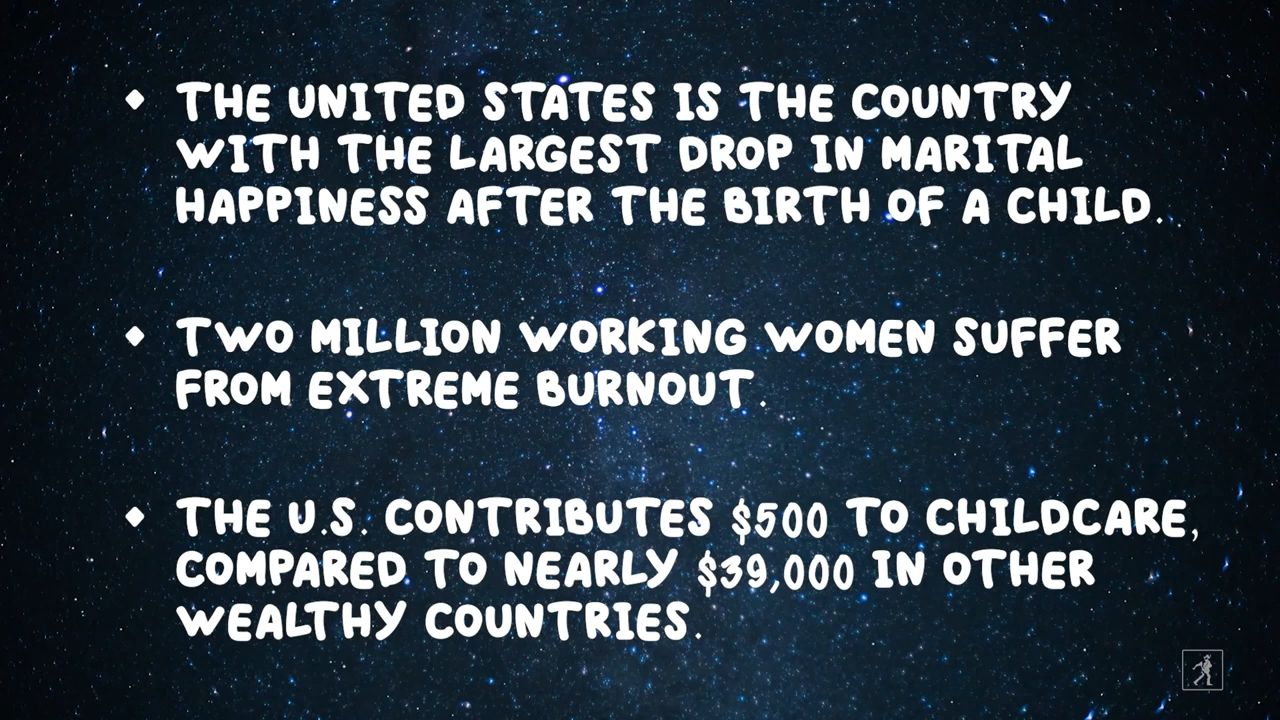 ◆ THE UNITED STATES IS THE COUNTRY
WITH THE LARGEST DROP IN MARITAL
HAPPINESS AFTER THE BIRTH OF A CHILD.
◆ TWO MILLION WORKING WOMEN SUFFER
FROM EXTREME BURNOUT.
◆ THE U.S. CONTRIBUTES $500 TO CHILDCARE,
COMPARED TO NEARLY $39,000 IN OTHER
WEALTHY COUNTRIES.